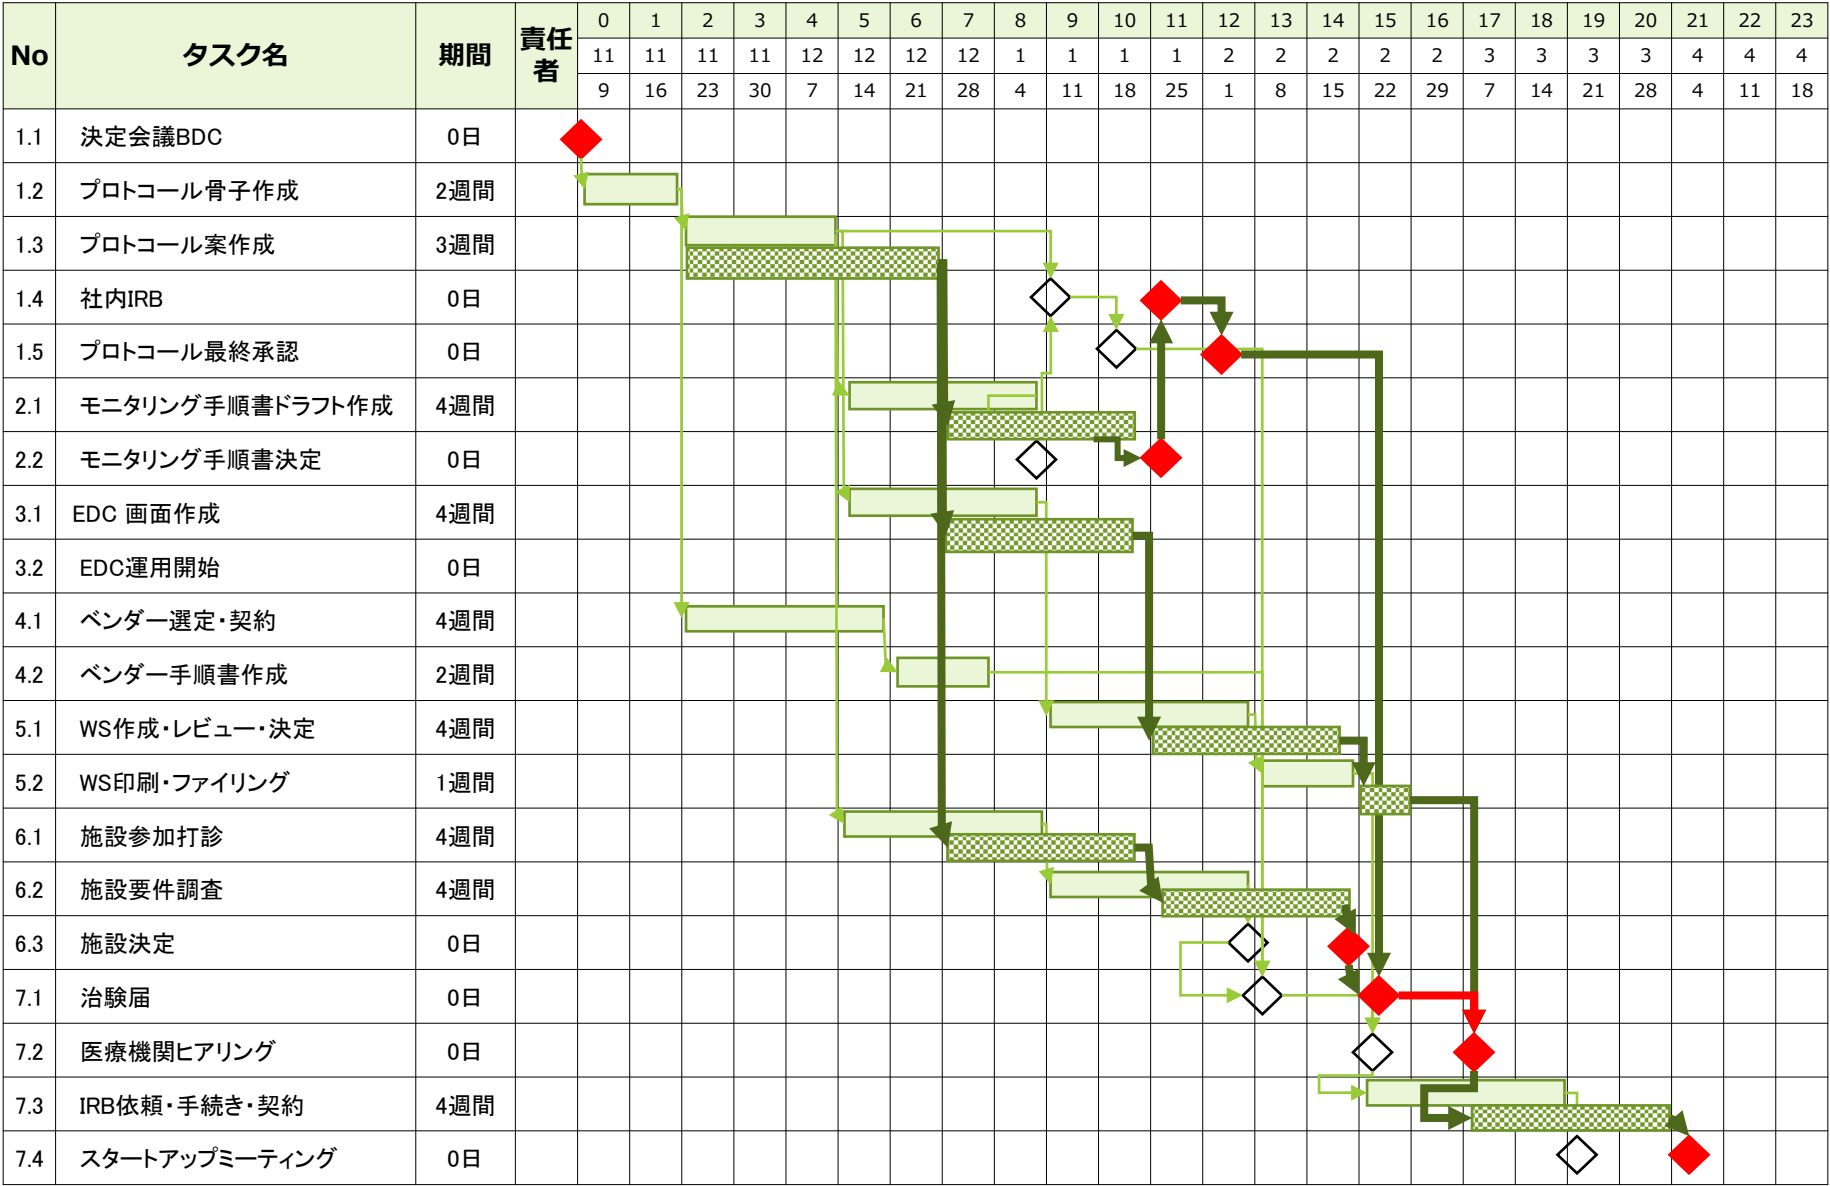 No タスク名 期間 責任者 0 1 2 3 4 5 6 7 8 9 10 11 12 13 14 15 16 17 18 19 20 21 22 23
11 11 11 11 12 12 12 12 1 1 1 1 2 2 2 2 2 3 3 3 3 4 4 4
9 16 23 30 7 14 21 28 4 11 18 25 1 8 15 22 29 7 14 21 28 4 11 18
1.1 決定会議BDC 0日
1.2 プロトコール骨子作成 2週間
1.3 プロトコール案作成 3週間
1.4 社内IRB 0日
1.5 プロトコール最終承認 0日
2.1 モニタリング手順書ドラフト作成 4週間
2.2 モニタリング手順書決定 0日
3.1 EDC 画面作成 4週間
3.2 EDC運用開始 0日
4.1 ベンダー選定・契約 4週間
4.2 ベンダー手順書作成 2週間
5.1 WS作成・レビュー・決定 4週間
5.2 WS印刷・ファイリング 1週間
6.1 施設参加打診 4週間
6.2 施設要件調査 4週間
6.3 施設決定 0日
7.1 治験届 0日
7.2 医療機関ヒアリング 0日
7.3 IRB依頼・手続き・契約 4週間
7.4 スタートアップミーティング 0日